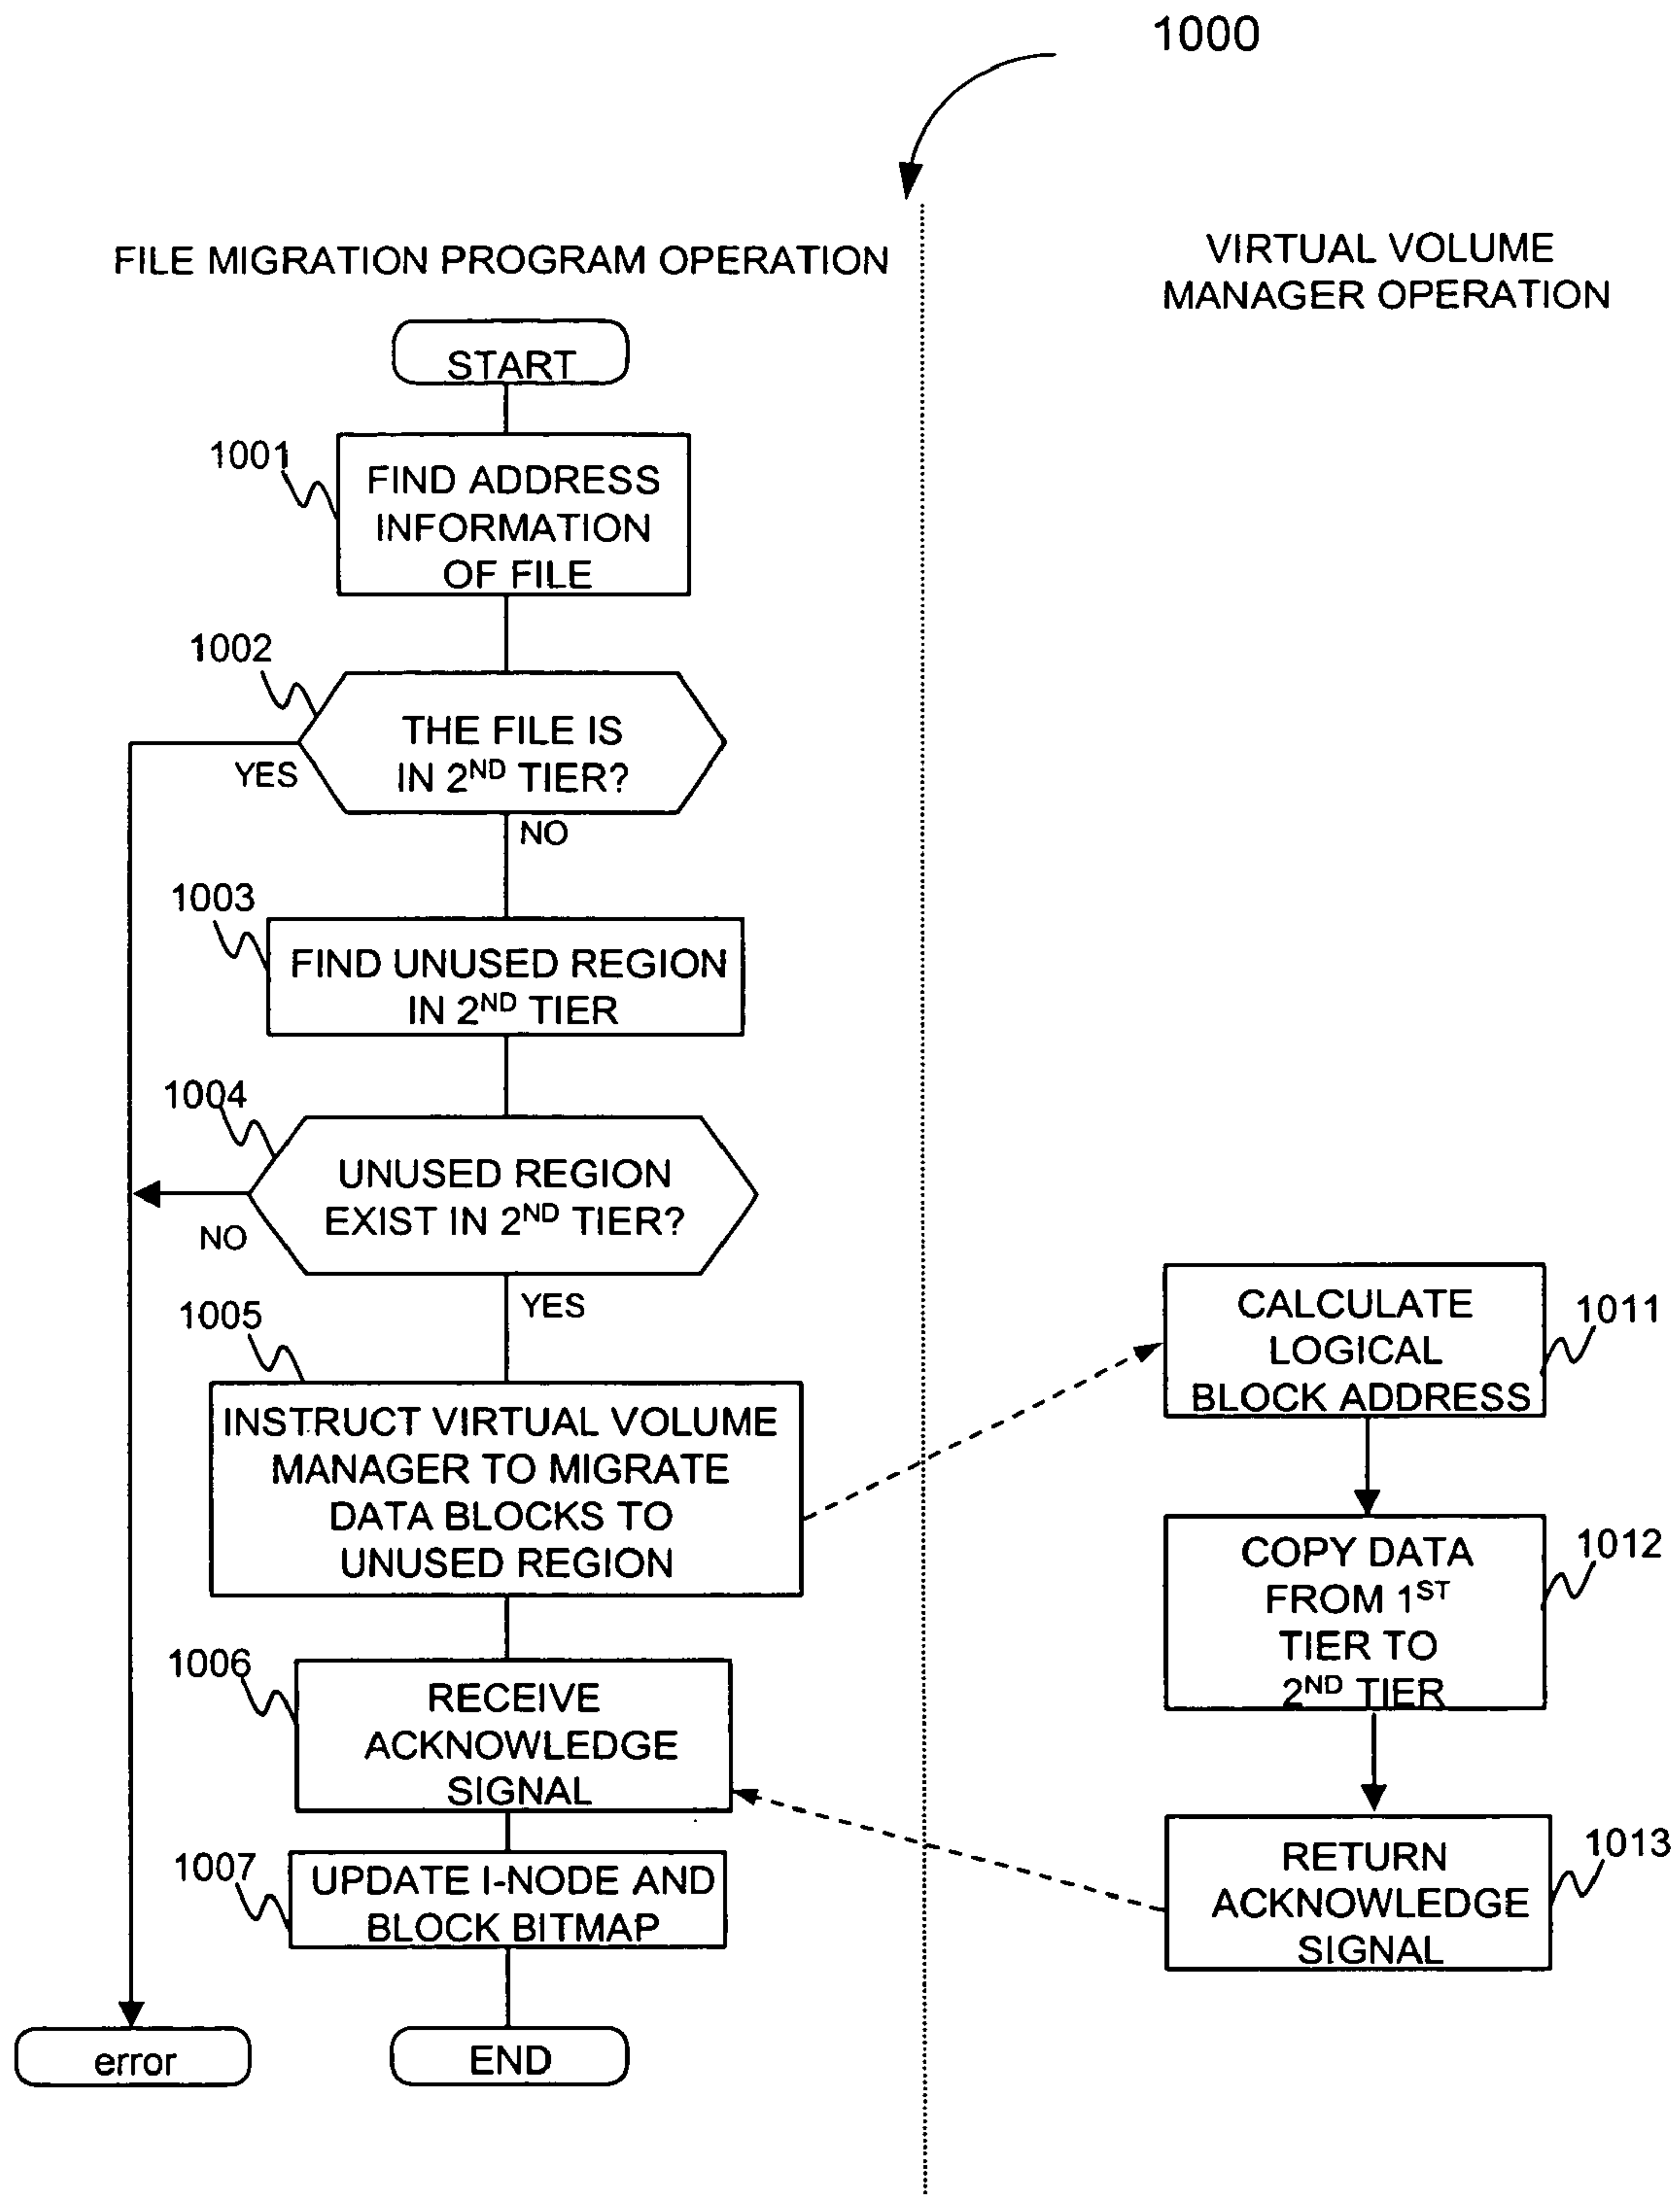 1000
FILE MIGRATION PROGRAM OPERATION
VIRTUAL VOLUME
MANAGER OPERATION
START
1001
FIND ADDRESS
INFORMATION
OF FILE
1002
THE FILE IS
IN 2ND TIER?
YES
NO
1003
FIND UNUSED REGION
IN 2ND TIER
1004
UNUSED REGION
EXIST IN 2ND TIER?
NO
YES
1005
INSTRUCT VIRTUAL VOLUME
MANAGER TO MIGRATE
DATA BLOCKS TO
UNUSED REGION
1011
CALCULATE
LOGICAL
BLOCK ADDRESS
1012
COPY DATA
FROM 1ST
TIER TO
2ND TIER
1006
RECEIVE
ACKNOWLEDGE
SIGNAL
1013
RETURN
ACKNOWLEDGE
SIGNAL
1007
UPDATE I-NODE AND
BLOCK BITMAP
error
END